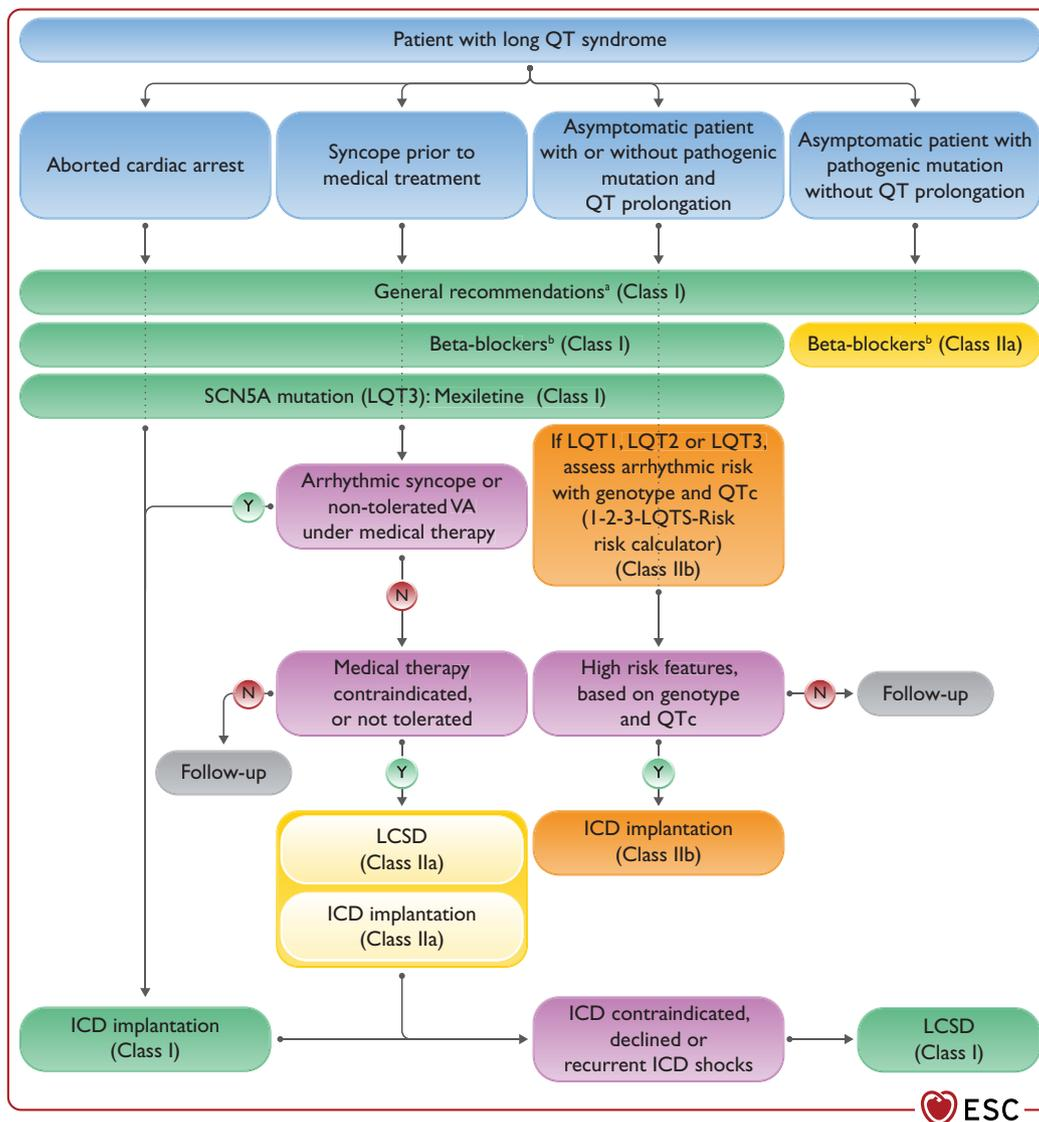 Patient with long QT syndrome
Aborted cardiac arrest
Syncope prior to
medical treatment
Asymptomatic patient
with or without pathogenic
mutation and
QT prolongation
Asymptomatic patient with
pathogenic mutation
without QT prolongation
General recommendationsᵃ (Class I)
Beta-blockersᵇ (Class I)
Beta-blockersᵇ (Class IIa)
SCN5A mutation (LQT3): Mexiletine (Class I)
Arrhythmic syncope or
non-tolerated VA
under medical therapy
Y
N
If LQT1, LQT2 or LQT3,
assess arrhythmic risk
with genotype and QTc
(1-2-3-LQTS-Risk
risk calculator)
(Class IIb)
Medical therapy
contraindicated,
or not tolerated
N
Follow-up
Y
High risk features,
based on genotype
and QTc
N
Follow-up
Y
LCSD
(Class IIa)
ICD implantation
(Class IIa)
ICD implantation
(Class IIb)
ICD implantation
(Class I)
ICD contraindicated,
declined or
recurrent ICD shocks
LCSD
(Class I)
ESC